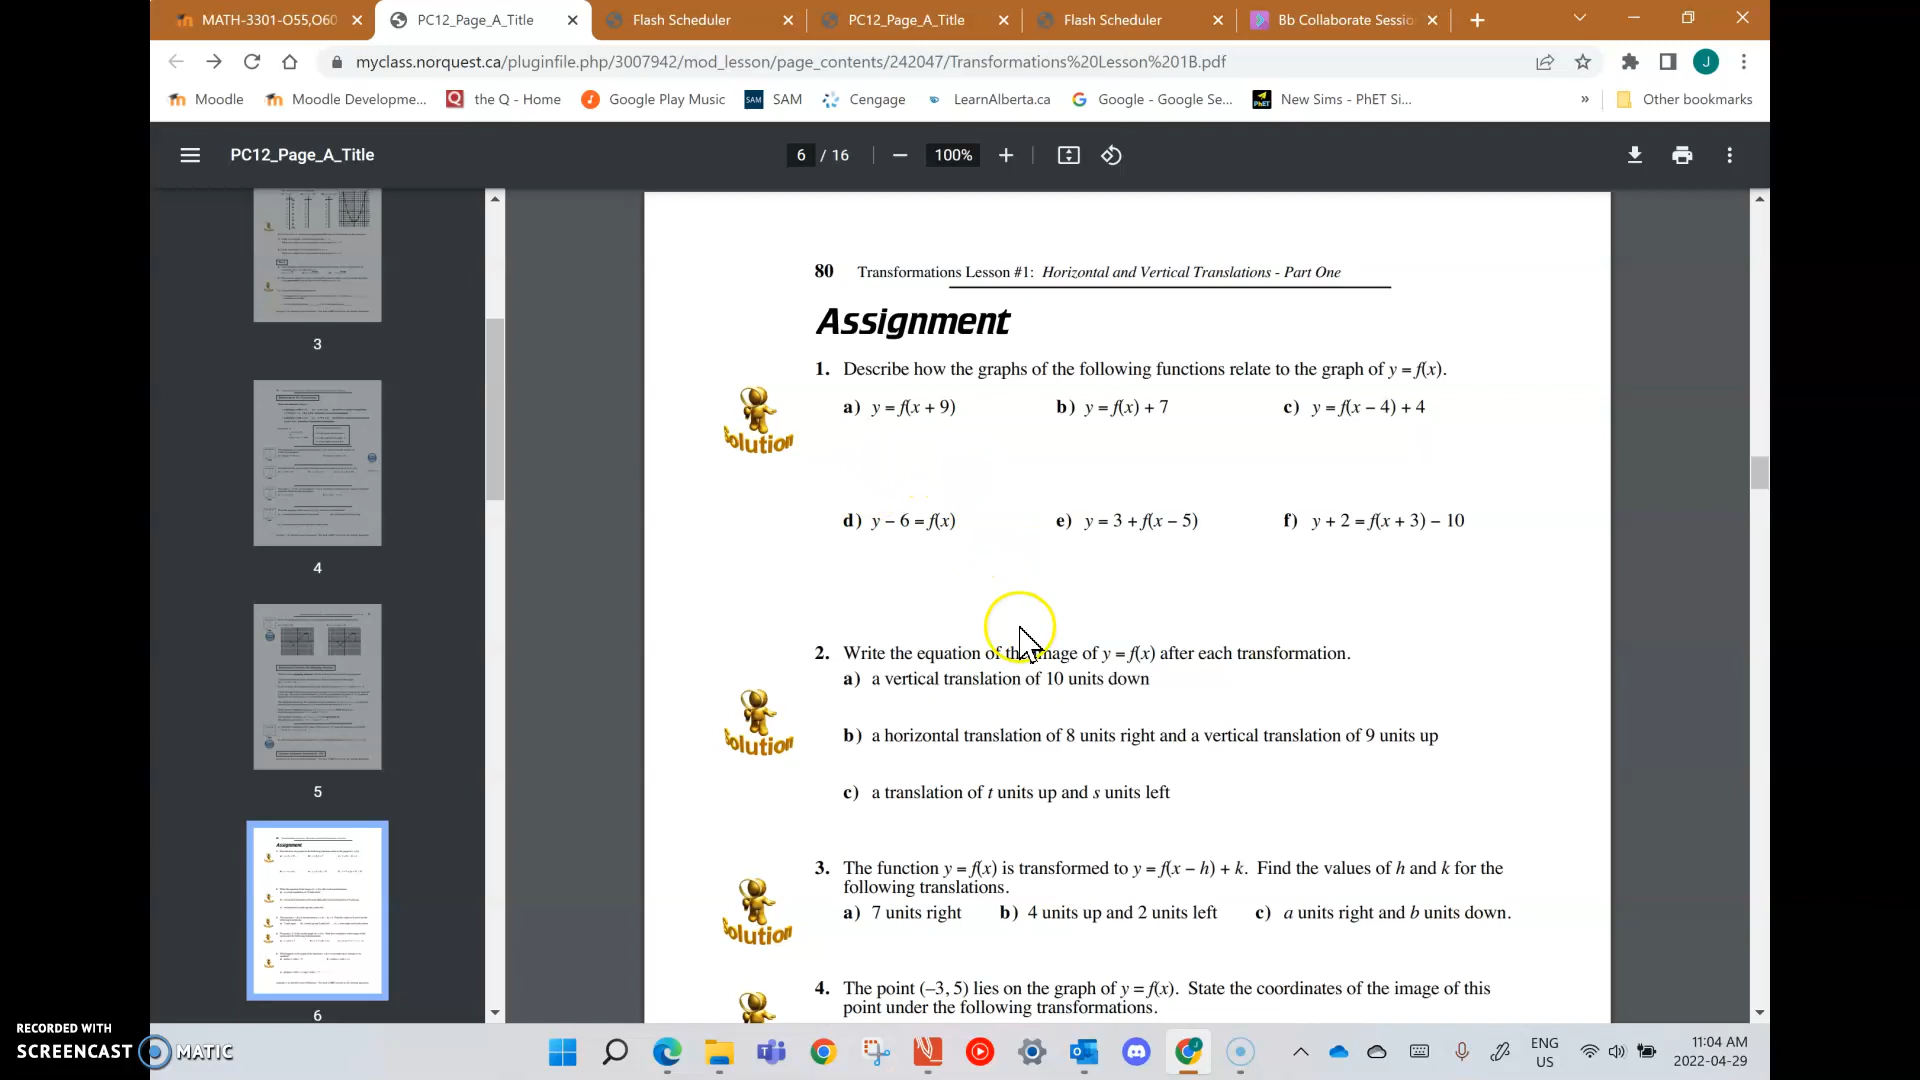 MATH-3301-O55,O60
PC12_Page_A_Title
Flash Scheduler
PC12_Page_A_Title
Flash Scheduler
Bb Collaborate Sessio
myclass.norquest.ca/pluginfile.php/3007942/mod_lesson/page_contents/242047/Transformations%20Lesson%201B.pdf
J
Moodle
Moodle Developme...
the Q - Home
Google Play Music
SAM
SAM
Cengage
LearnAlberta.ca
Google - Google Se...
PhET
New Sims - PhET Si...
»
Other bookmarks
PC12_Page_A_Title
6 / 16
100%
3
4
5
6
80 Transformations Lesson #1: Horizontal and Vertical Translations - Part One
Assignment
1. Describe how the graphs of the following functions relate to the graph of y = f(x).
a) y = f(x + 9) b) y = f(x) + 7 c) y = f(x − 4) + 4
Solution
d) y − 6 = f(x) e) y = 3 + f(x − 5) f) y + 2 = f(x + 3) − 10
2. Write the equation of the image of y = f(x) after each transformation.
a) a vertical translation of 10 units down
Solution
b) a horizontal translation of 8 units right and a vertical translation of 9 units up
c) a translation of t units up and s units left
3. The function y = f(x) is transformed to y = f(x − h) + k. Find the values of h and k for the
following translations.
a) 7 units right b) 4 units up and 2 units left c) a units right and b units down.
Solution
4. The point (–3, 5) lies on the graph of y = f(x). State the coordinates of the image of this
point under the following transformations.
RECORDED WITH
SCREENCAST MATIC
ENG
US
11:04 AM
2022-04-29